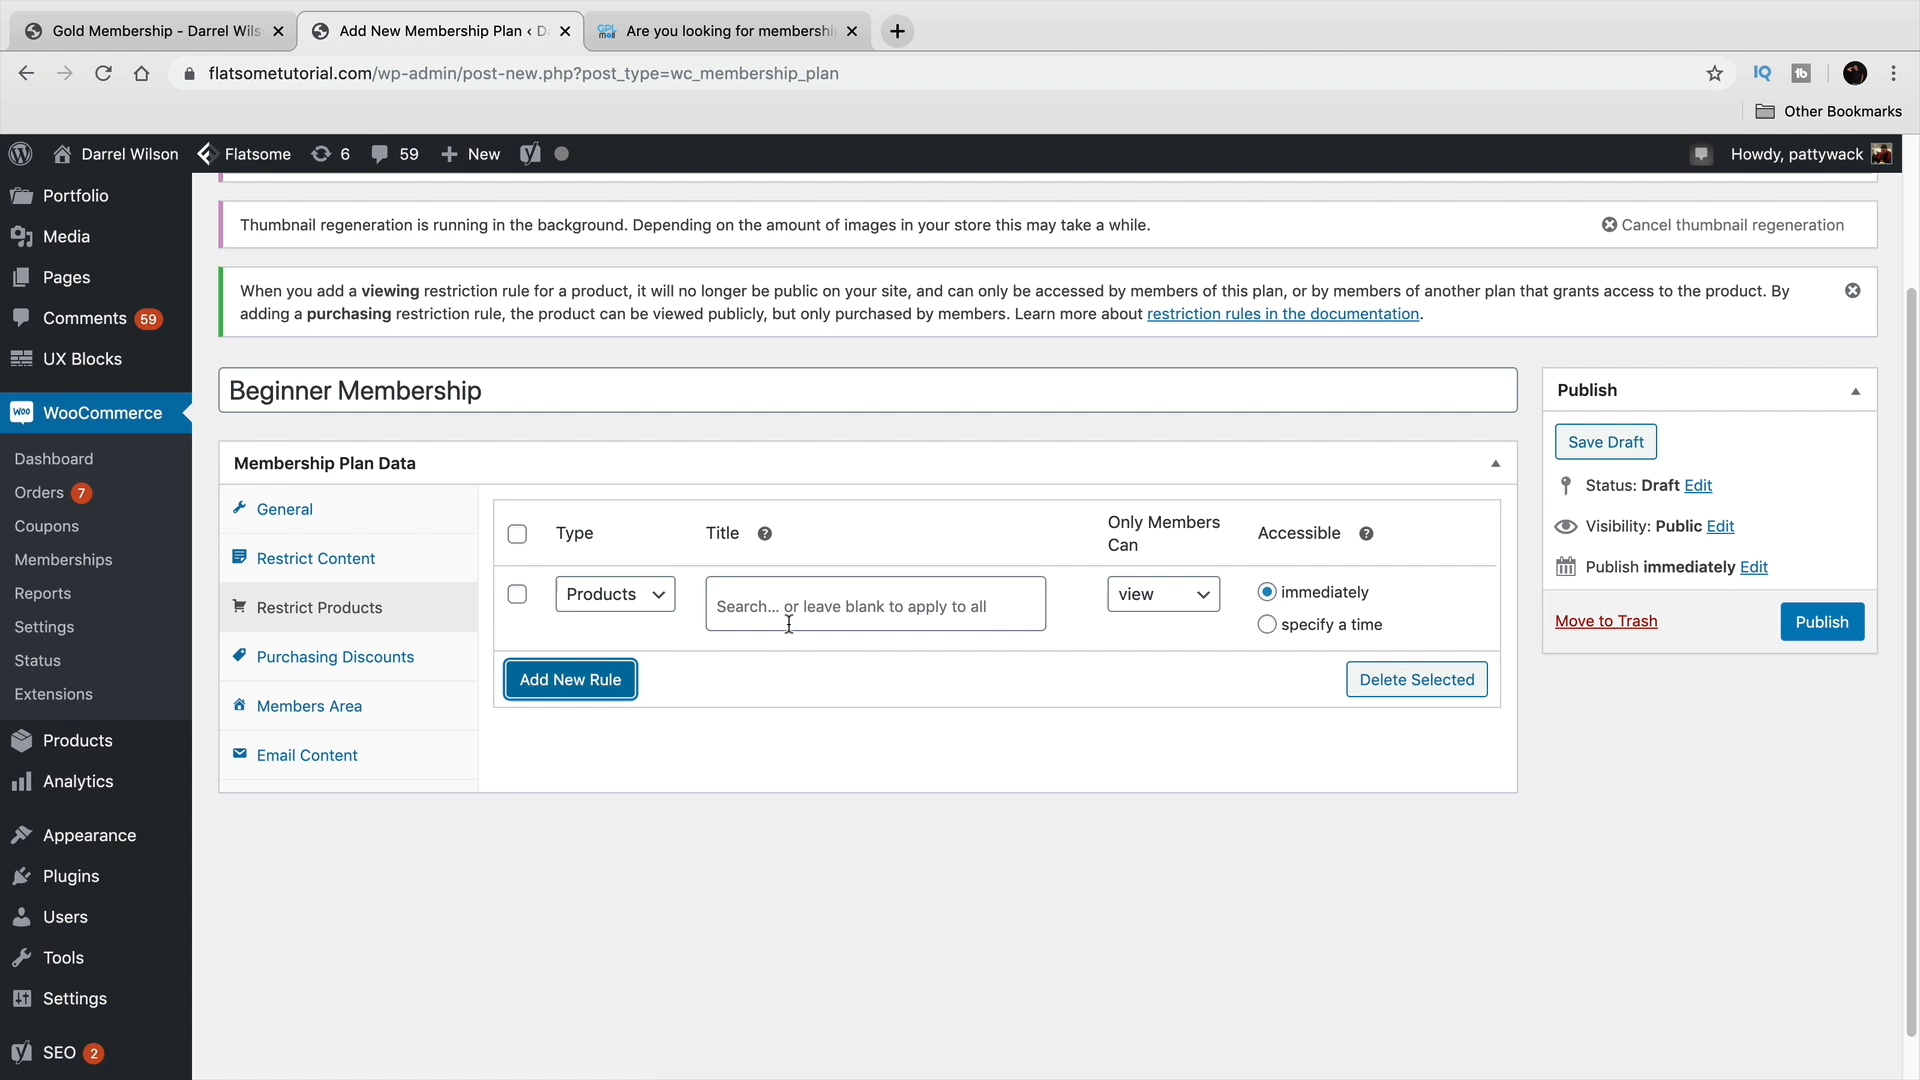 Gold Membership - Darrel Wils
Add New Membership Plan ‹ D
GPL mall
Are you looking for membershi
flatsometutorial.com/wp-admin/post-new.php?post_type=wc_membership_plan
IQ
tb
Other Bookmarks
Darrel Wilson
Flatsome
6
59
New
Howdy, pattywack
Portfolio
Media
Pages
Comments 59
UX Blocks
WooCommerce
Dashboard
Orders 7
Coupons
Memberships
Reports
Settings
Status
Extensions
Products
Analytics
Appearance
Plugins
Users
Tools
Settings
SEO 2
Thumbnail regeneration is running in the background. Depending on the amount of images in your store this may take a while.
Cancel thumbnail regeneration
When you add a viewing restriction rule for a product, it will no longer be public on your site, and can only be accessed by members of this plan, or by members of another plan that grants access to the product. By
adding a purchasing restriction rule, the product can be viewed publicly, but only purchased by members. Learn more about restriction rules in the documentation.
Beginner Membership
Membership Plan Data
General
Restrict Content
Restrict Products
Purchasing Discounts
Members Area
Email Content
Type
Title ?
Only Members
Can
Accessible ?
Products
Search... or leave blank to apply to all
view
immediately
specify a time
Add New Rule
Delete Selected
Publish
Save Draft
Status: Draft Edit
Visibility: Public Edit
Publish immediately Edit
Move to Trash
Publish